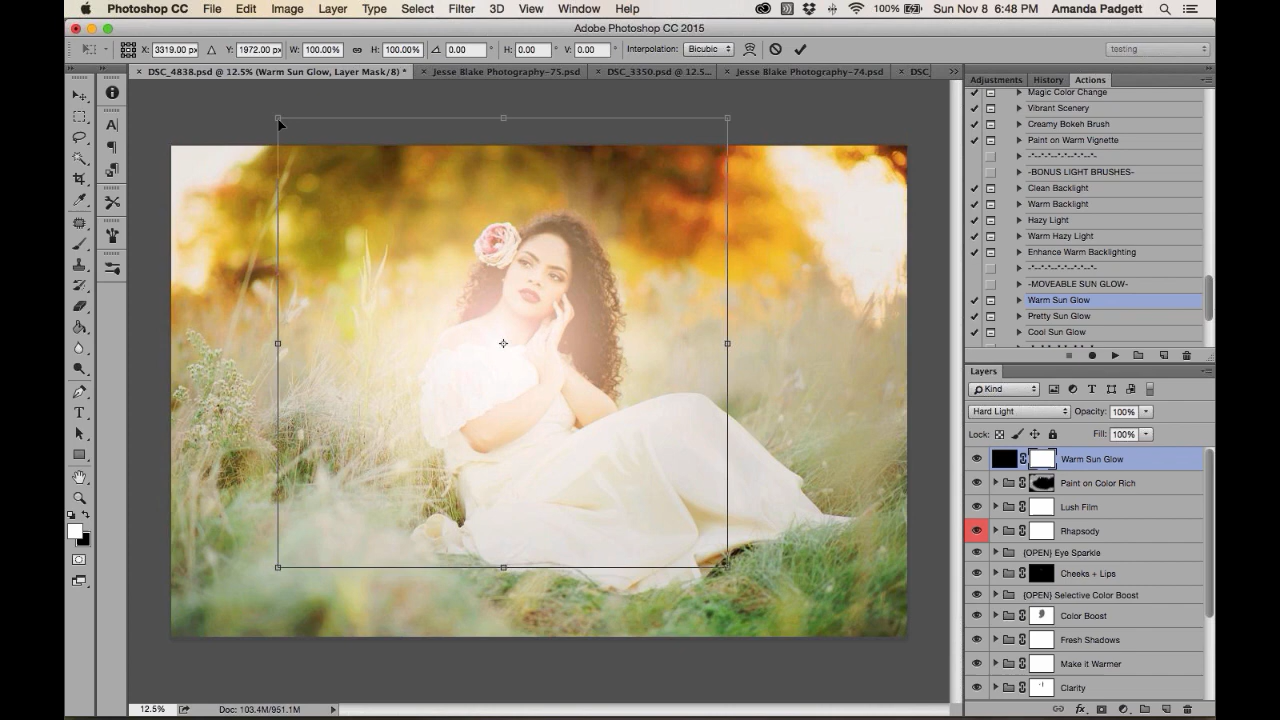 Photoshop CC File Edit Image Layer Type Select Filter 3D View Window Help 100% Sun Nov 8 6:48 PM Amanda Padgett
Adobe Photoshop CC 2015
X: 3319.00 px Y: 1972.00 px W: 100.00% H: 100.00% 0.00 ° H: 0.00 ° V: 0.00 ° Interpolation: Bicubic testing
× DSC_4838.psd @ 12.5% (Warm Sun Glow, Layer Mask/8) * × Jesse Blake Photography-75.psd × DSC_3350.psd @ 12.5... × Jesse Blake Photography-74.psd × DSC
Adjustments History Actions
Magic Color Change
Vibrant Scenery
Creamy Bokeh Brush
Paint on Warm Vignette
-*--*--*--*--*--*--*-
-BONUS LIGHT BRUSHES-
Clean Backlight
Warm Backlight
Hazy Light
Warm Hazy Light
Enhance Warm Backlighting
-*--*--*--*--*--*--*-
-MOVEABLE SUN GLOW-
Warm Sun Glow
Pretty Sun Glow
Cool Sun Glow
Layers
Kind
Hard Light Opacity: 100%
Lock: Fill: 100%
Warm Sun Glow
Paint on Color Rich
Lush Film
Rhapsody
{OPEN} Eye Sparkle
Cheeks + Lips
{OPEN} Selective Color Boost
Color Boost
Fresh Shadows
Make it Warmer
Clarity
12.5% Doc: 103.4M/951.1M